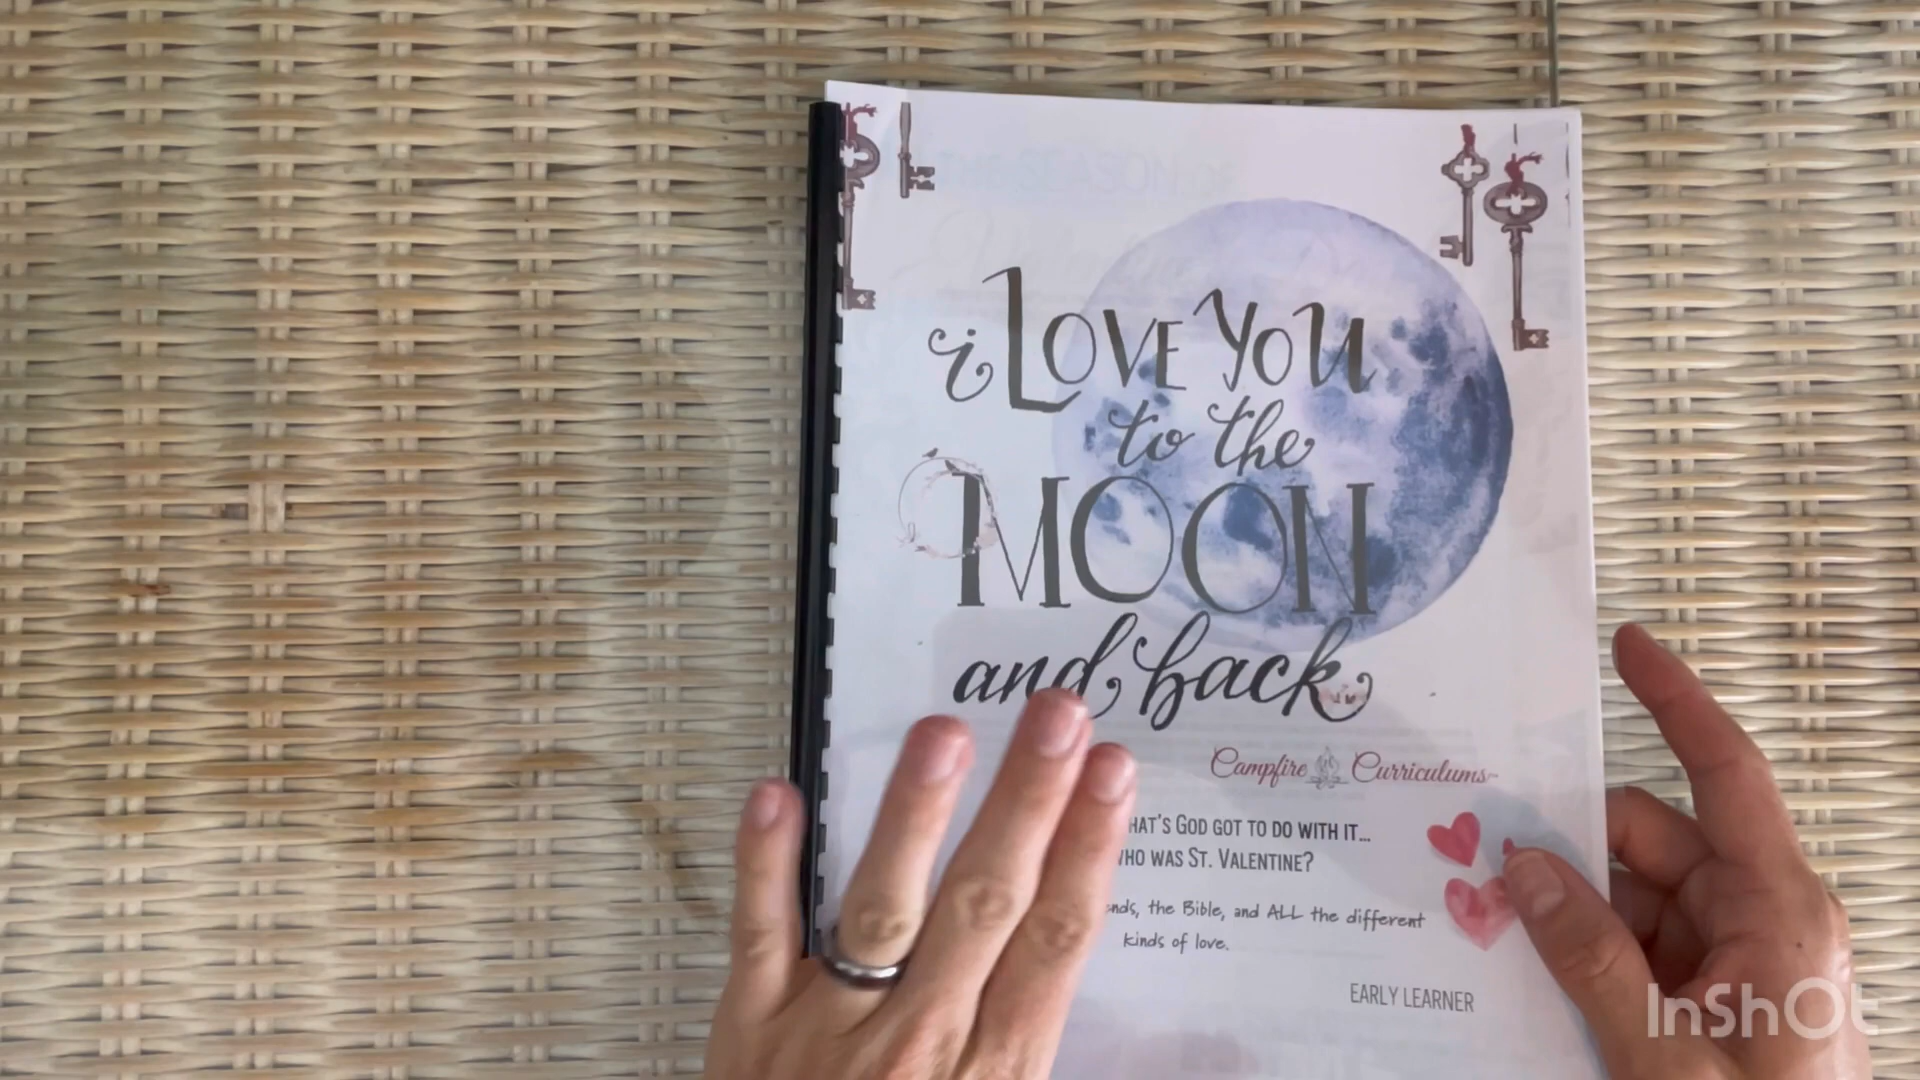 i LOVE YOU
to the
MOON
and back
Campfire Curriculums
HAT'S GOD GOT TO DO WITH IT...
HO WAS ST. VALENTINE?
nds, the Bible, and ALL the different
kinds of love.
EARLY LEARNER
InShOt